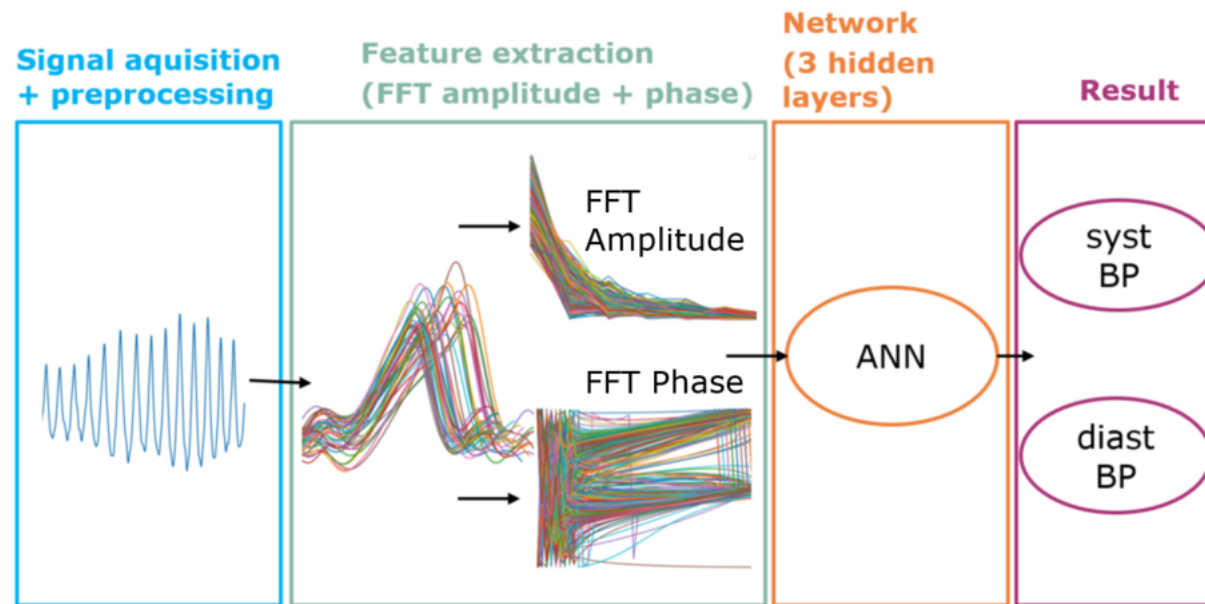 Signal aquisition
+ preprocessing
Feature extraction
(FFT amplitude + phase)
Network
(3 hidden
layers)
Result
FFT
Amplitude
FFT Phase
ANN
syst
BP
diast
BP